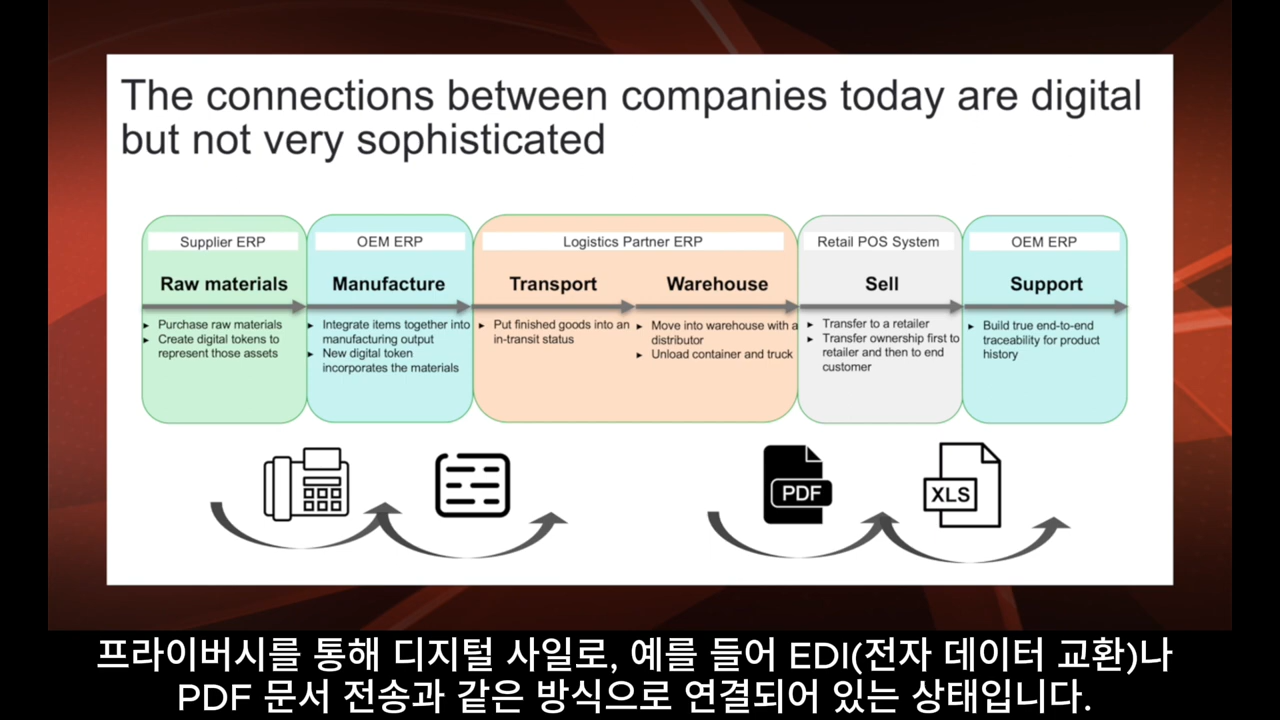 The connections between companies today are digital
but not very sophisticated
Supplier ERP
Raw materials
▸ Purchase raw materials
▸ Create digital tokens to
represent those assets
OEM ERP
Manufacture
▸ Integrate items together into
manufacturing output
▸ New digital token
incorporates the materials
Logistics Partner ERP
Transport
▸ Put finished goods into an
in-transit status
Warehouse
▸ Move into warehouse with a
distributor
▸ Unload container and truck
Retail POS System
Sell
▸ Transfer to a retailer
▸ Transfer ownership first to
retailer and then to end
customer
OEM ERP
Support
▸ Build true end-to-end
traceability for product
history
PDF
XLS
프라이버시를 통해 디지털 사일로, 예를 들어 EDI(전자 데이터 교환)나
PDF 문서 전송과 같은 방식으로 연결되어 있는 상태입니다.